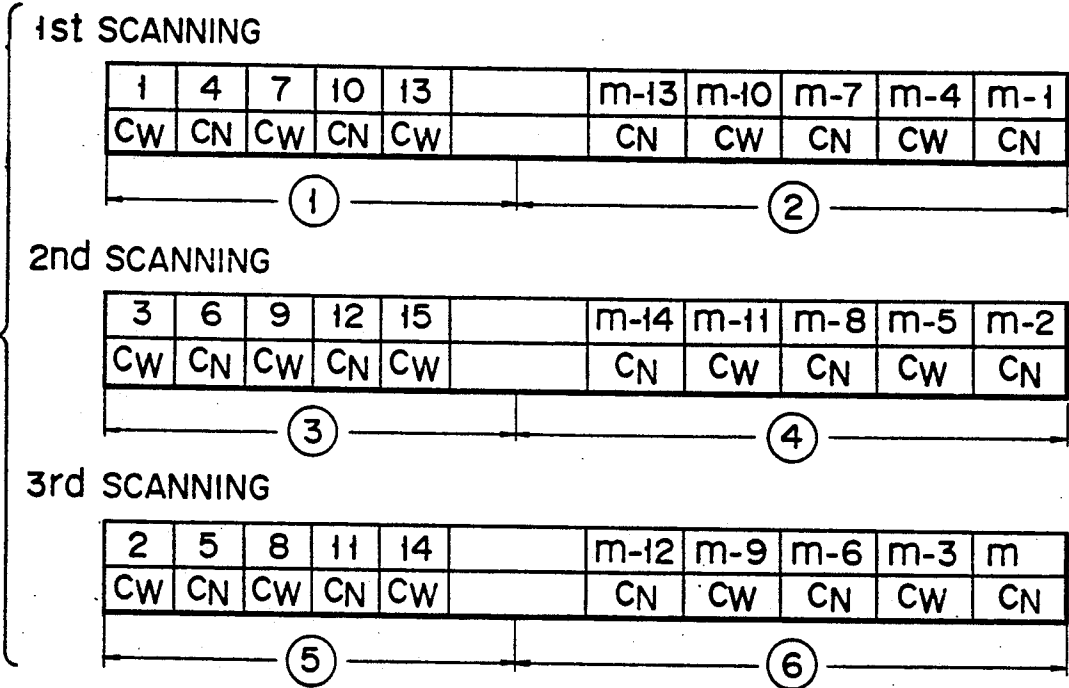 1st SCANNING
1 4 7 10 13 m-13 m-10 m-7 m-4 m-1
CW CN CW CN CW CN CW CN CW CN
① ②
2nd SCANNING
3 6 9 12 15 m-14 m-11 m-8 m-5 m-2
CW CN CW CN CW CN CW CN CW CN
③ ④
3rd SCANNING
2 5 8 11 14 m-12 m-9 m-6 m-3 m
CW CN CW CN CW CN CW CN CW CN
⑤ ⑥